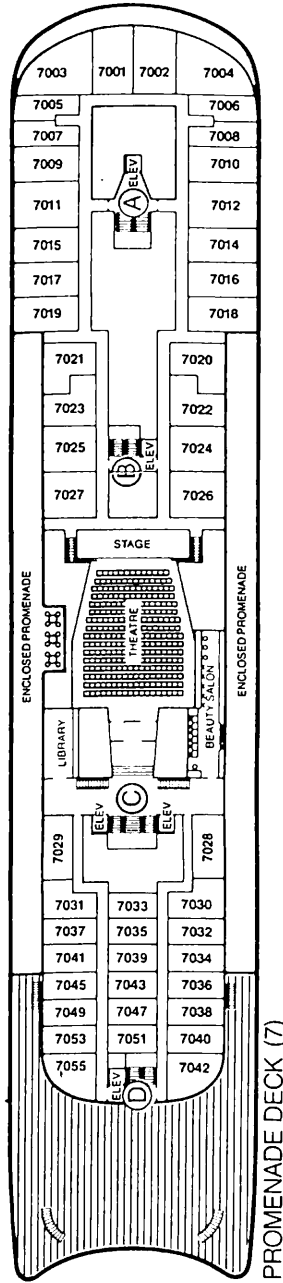 7003 7001 7002 7004
7005 7006
7007 7008
7009 ELEV 7010
7011 A 7012
7015 7014
7017 7016
7019 7018
7021 7020
7023 7022
7025 B ELEV 7024
7027 7026
STAGE
ENCLOSED PROMENADE THEATRE ENCLOSED PROMENADE
LIBRARY BEAUTY SALON
ELEV C ELEV
7029 7028
7031 7033 7030
7037 7035 7032
7041 7039 7034
7045 7043 7036
7049 7047 7038
7053 7051 7040
7055 ELEV D 7042
PROMENADE DECK (7)